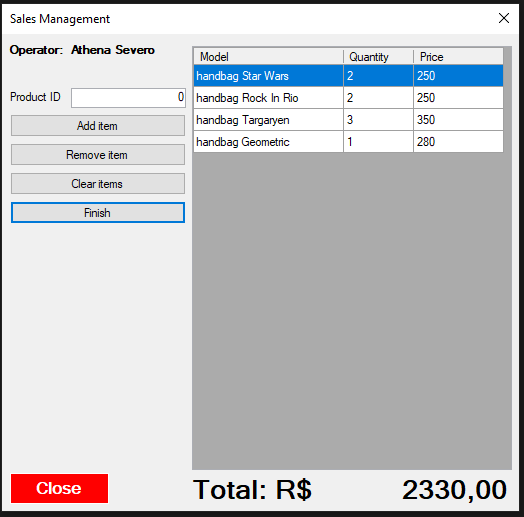 Sales Management
Operator: Athena Severo
Product ID 0
Add item
Remove item
Clear items
Finish
Close
Model Quantity Price
handbag Star Wars 2 250
handbag Rock In Rio 2 250
handbag Targaryen 3 350
handbag Geometric 1 280
Total: R$ 2330,00